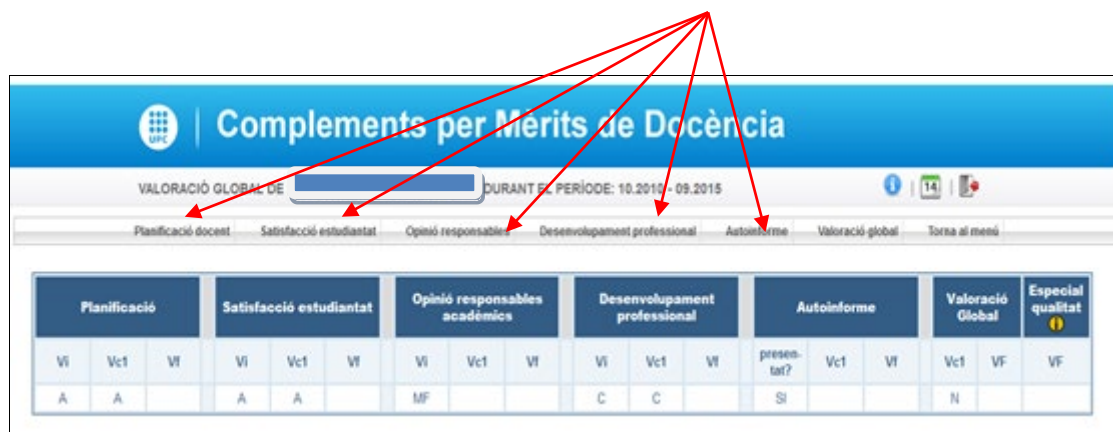 UPC | Complements per Mèrits de Docència
VALORACIÓ GLOBAL DE DURANT EL PERÍODE: 10.2010 - 09.2015 | 14 |
Planificació docent Satisfacció estudiantat Opinió responsables Desenvolupament professional Autoinforme Valoració global Torna al menú
Planificació Satisfacció estudiantat Opinió responsables acadèmics Desenvolupament professional Autoinforme Valoració Global Especial qualitat
Vi Vc1 Vf Vi Vc1 Vf Vi Vc1 Vf Vi Vc1 Vf presen-tat? Vc1 Vf Vc1 VF VF
A A A A MF C C SI N